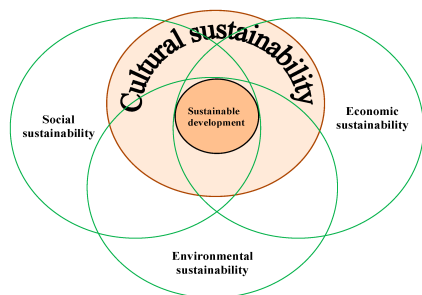 Cultural sustainability
Social
sustainability
Sustainable
development
Economic
sustainability
Environmental
sustainability